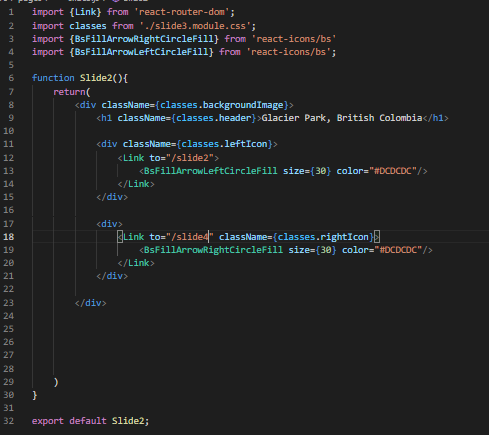 1 import {Link} from 'react-router-dom';
2 import classes from './slide3.module.css';
3 import {BsFillArrowRightCircleFill} from 'react-icons/bs'
4 import {BsFillArrowLeftCircleFill} from 'react-icons/bs';
5
6 function Slide2(){
7 return(
8 <div className={classes.backgroundImage}>
9 <h1 className={classes.header}>Glacier Park, British Colombia</h1>
10
11 <div className={classes.leftIcon}>
12 <Link to="/slide2">
13 <BsFillArrowLeftCircleFill size={30} color="#DCDCDC"/>
14 </Link>
15 </div>
16
17 <div>
18 <Link to="/slide4" className={classes.rightIcon}>
19 <BsFillArrowRightCircleFill size={30} color="#DCDCDC"/>
20 </Link>
21 </div>
22
23 </div>
24
25
26
27
28
29 )
30 }
31
32 export default Slide2;